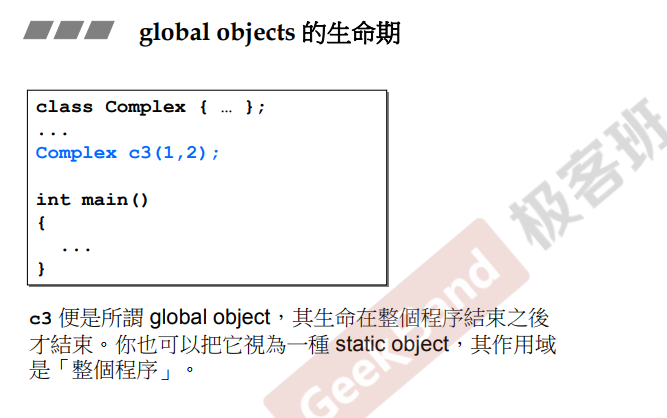 global objects 的生命期
class Complex { … };
...
Complex c3(1,2);
int main()
{
...
}
c3 便是所謂 global object，其生命在整個程序結束之後
才結束。你也可以把它視為一種 static object，其作用域
是「整個程序」。
GeekBand 极客班